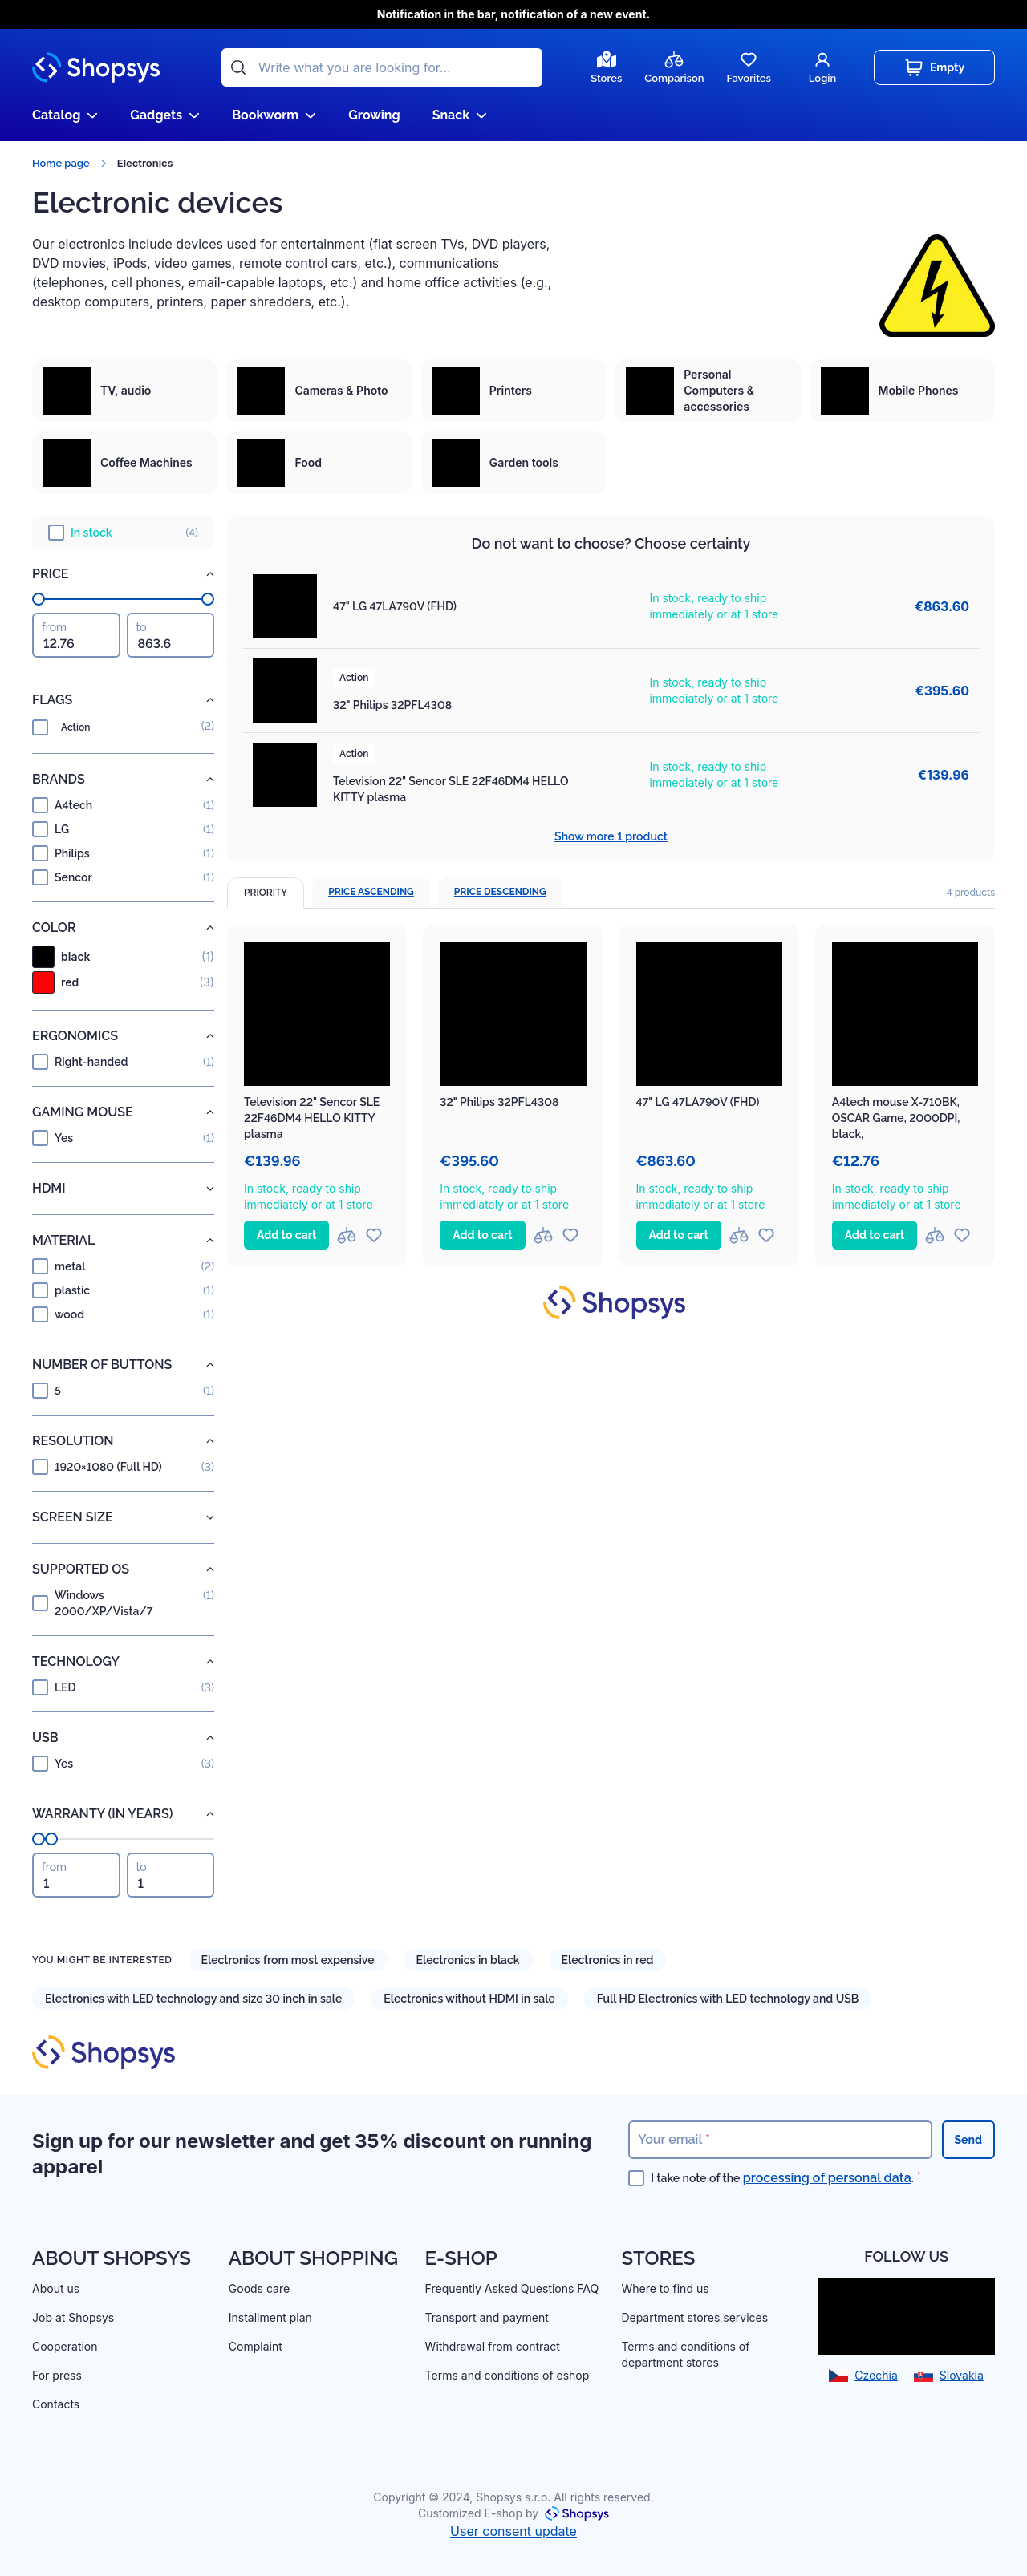 Notification in the bar, notification of a new event.
Shopsys
Write what you are looking for...
Stores
Comparison
Favorites
Login
Empty
Catalog
Gadgets
Bookworm
Growing
Snack
Home page
Electronics
Electronic devices
Our electronics include devices used for entertainment (flat screen TVs, DVD players,
DVD movies, iPods, video games, remote control cars, etc.), communications
(telephones, cell phones, email-capable laptops, etc.) and home office activities (e.g.,
desktop computers, printers, paper shredders, etc.).
TV, audio
Cameras & Photo
Printers
Personal
Computers &
accessories
Mobile Phones
Coffee Machines
Food
Garden tools
In stock
(4)
PRICE
from
12.76
to
863.6
FLAGS
Action
(2)
BRANDS
A4tech
(1)
LG
(1)
Philips
(1)
Sencor
(1)
COLOR
black
(1)
red
(3)
ERGONOMICS
Right-handed
(1)
GAMING MOUSE
Yes
(1)
HDMI
MATERIAL
metal
(2)
plastic
(1)
wood
(1)
NUMBER OF BUTTONS
5
(1)
RESOLUTION
1920×1080 (Full HD)
(3)
SCREEN SIZE
SUPPORTED OS
Windows
2000/XP/Vista/7
(1)
TECHNOLOGY
LED
(3)
USB
Yes
(3)
WARRANTY (IN YEARS)
from
1
to
1
Do not want to choose? Choose certainty
47" LG 47LA790V (FHD)
In stock, ready to ship
immediately or at 1 store
€863.60
Action
32" Philips 32PFL4308
In stock, ready to ship
immediately or at 1 store
€395.60
Action
Television 22" Sencor SLE 22F46DM4 HELLO
KITTY plasma
In stock, ready to ship
immediately or at 1 store
€139.96
Show more 1 product
PRIORITY
PRICE ASCENDING
PRICE DESCENDING
4 products
Television 22" Sencor SLE
22F46DM4 HELLO KITTY
plasma
€139.96
In stock, ready to ship
immediately or at 1 store
Add to cart
32" Philips 32PFL4308
€395.60
In stock, ready to ship
immediately or at 1 store
Add to cart
47" LG 47LA790V (FHD)
€863.60
In stock, ready to ship
immediately or at 1 store
Add to cart
A4tech mouse X-710BK,
OSCAR Game, 2000DPI,
black,
€12.76
In stock, ready to ship
immediately or at 1 store
Add to cart
Shopsys
YOU MIGHT BE INTERESTED
Electronics from most expensive
Electronics in black
Electronics in red
Electronics with LED technology and size 30 inch in sale
Electronics without HDMI in sale
Full HD Electronics with LED technology and USB
Shopsys
Sign up for our newsletter and get 35% discount on running
apparel
Your email *
Send
I take note of the processing of personal data. *
ABOUT SHOPSYS
About us
Job at Shopsys
Cooperation
For press
Contacts
ABOUT SHOPPING
Goods care
Installment plan
Complaint
E-SHOP
Frequently Asked Questions FAQ
Transport and payment
Withdrawal from contract
Terms and conditions of eshop
STORES
Where to find us
Department stores services
Terms and conditions of
department stores
FOLLOW US
Czechia
Slovakia
Copyright © 2024, Shopsys s.r.o. All rights reserved.
Customized E-shop by Shopsys
User consent update